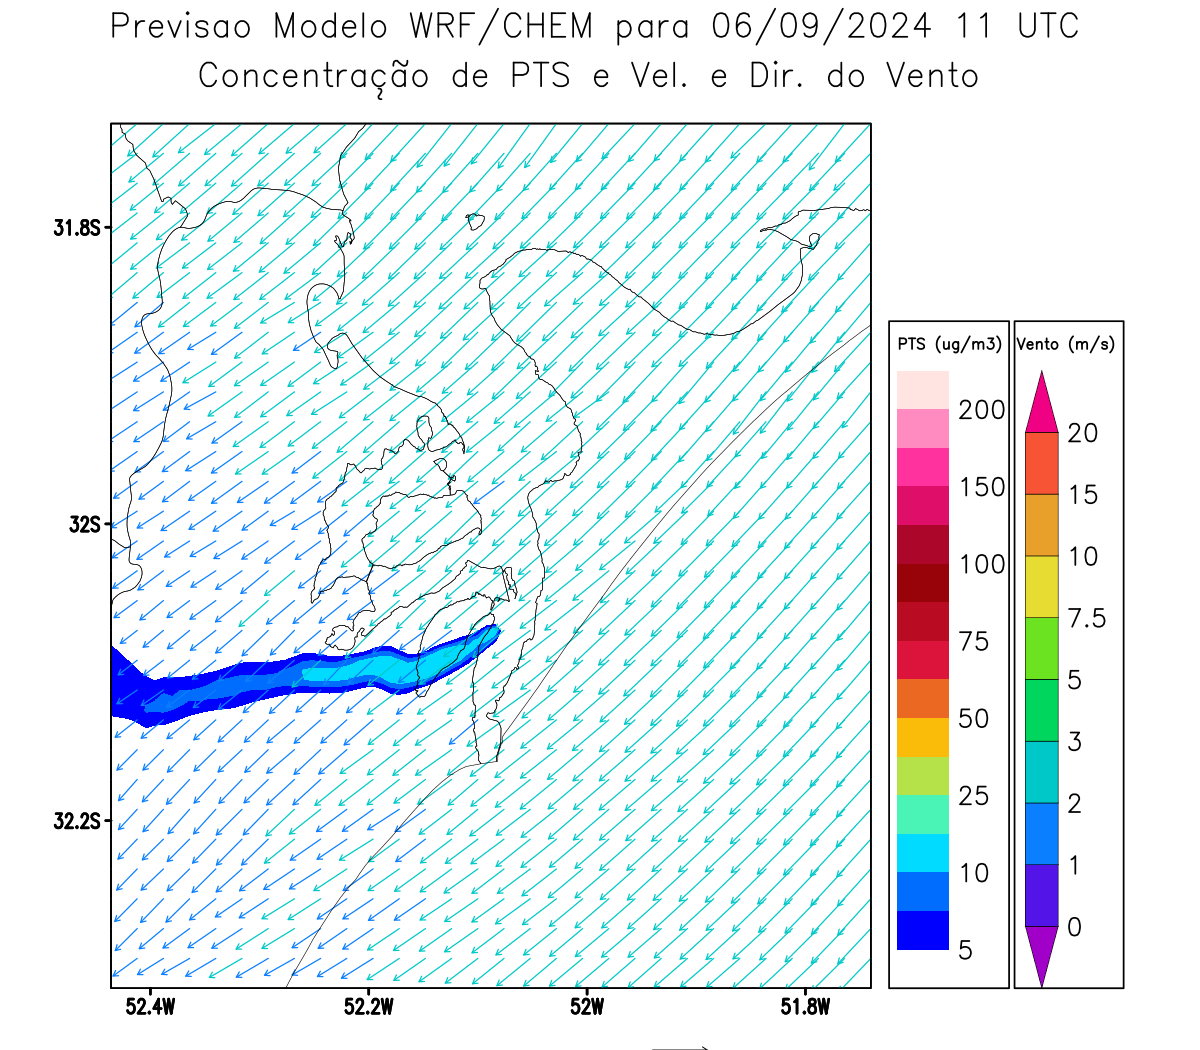 Previsao Modelo WRF/CHEM para 06/09/2024 11 UTC
Concentração de PTS e Vel. e Dir. do Vento
31.8S
32S
32.2S
52.4W 52.2W 52W 51.8W
PTS (ug/m3)
200
150
100
75
50
25
10
5
Vento (m/s)
20
15
10
7.5
5
3
2
1
0